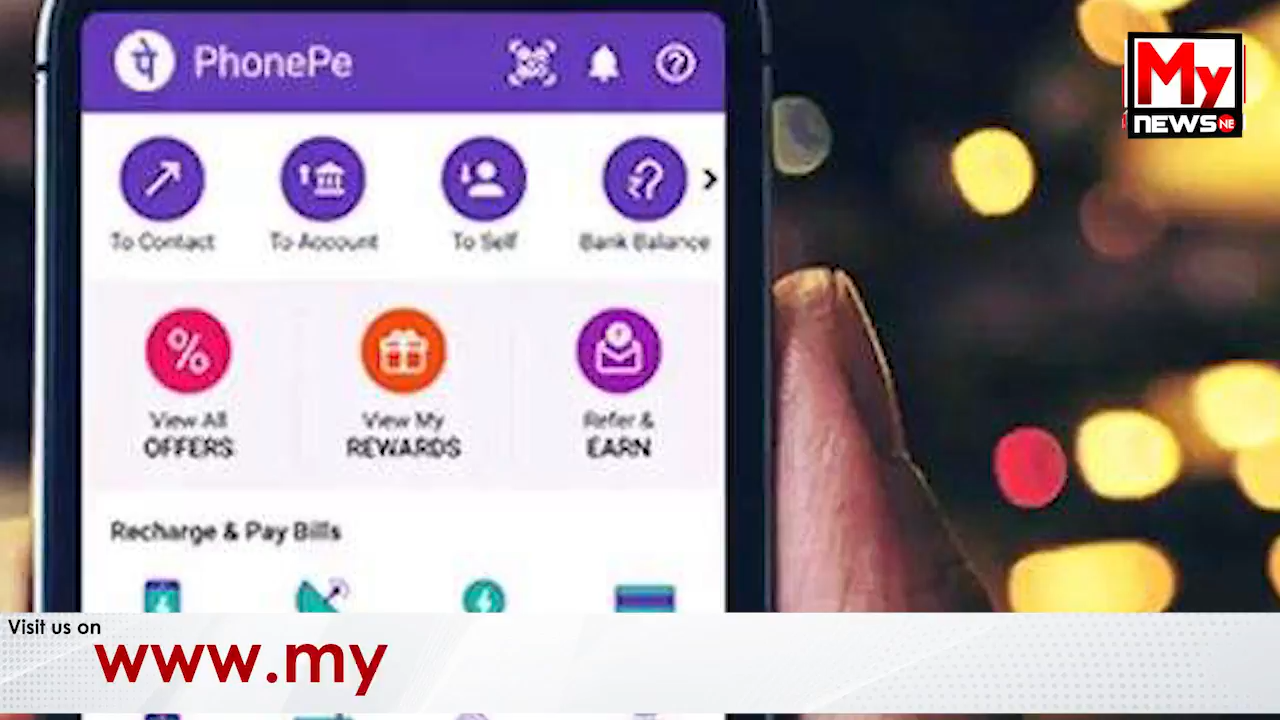 पे PhonePe
My
NEWS NE
To Contact
To Account
To Self
Bank Balance
View All
OFFERS
View My
REWARDS
Refer &
EARN
Recharge & Pay Bills
Visit us on
www.my